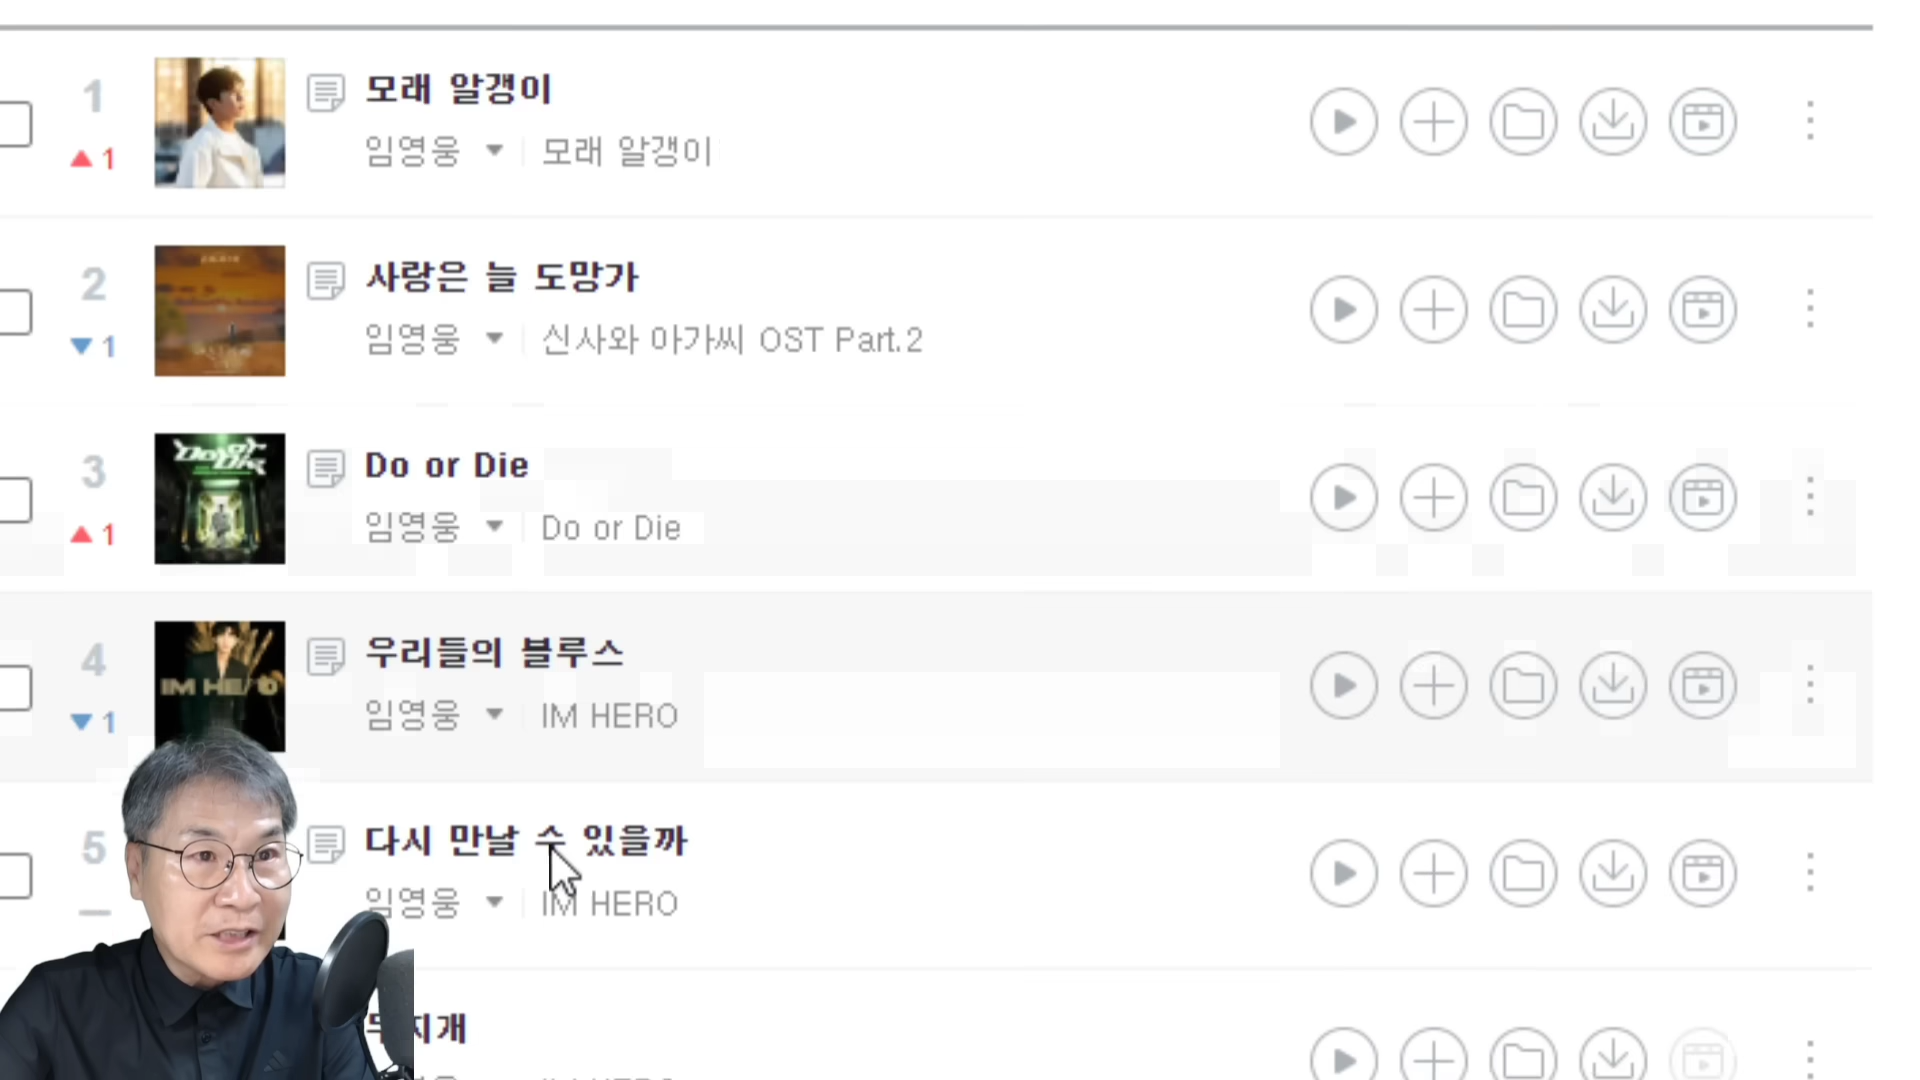 1
1
모래 알갱이
임영웅
모래 알갱이
2
1
사랑은 늘 도망가
임영웅
신사와 아가씨 OST Part.2
3
1
Do or Die
임영웅
Do or Die
4
1
IM HERO
우리들의 블루스
임영웅
IM HERO
5
다시 만날 수 있을까
임영웅
IM HERO
무지개